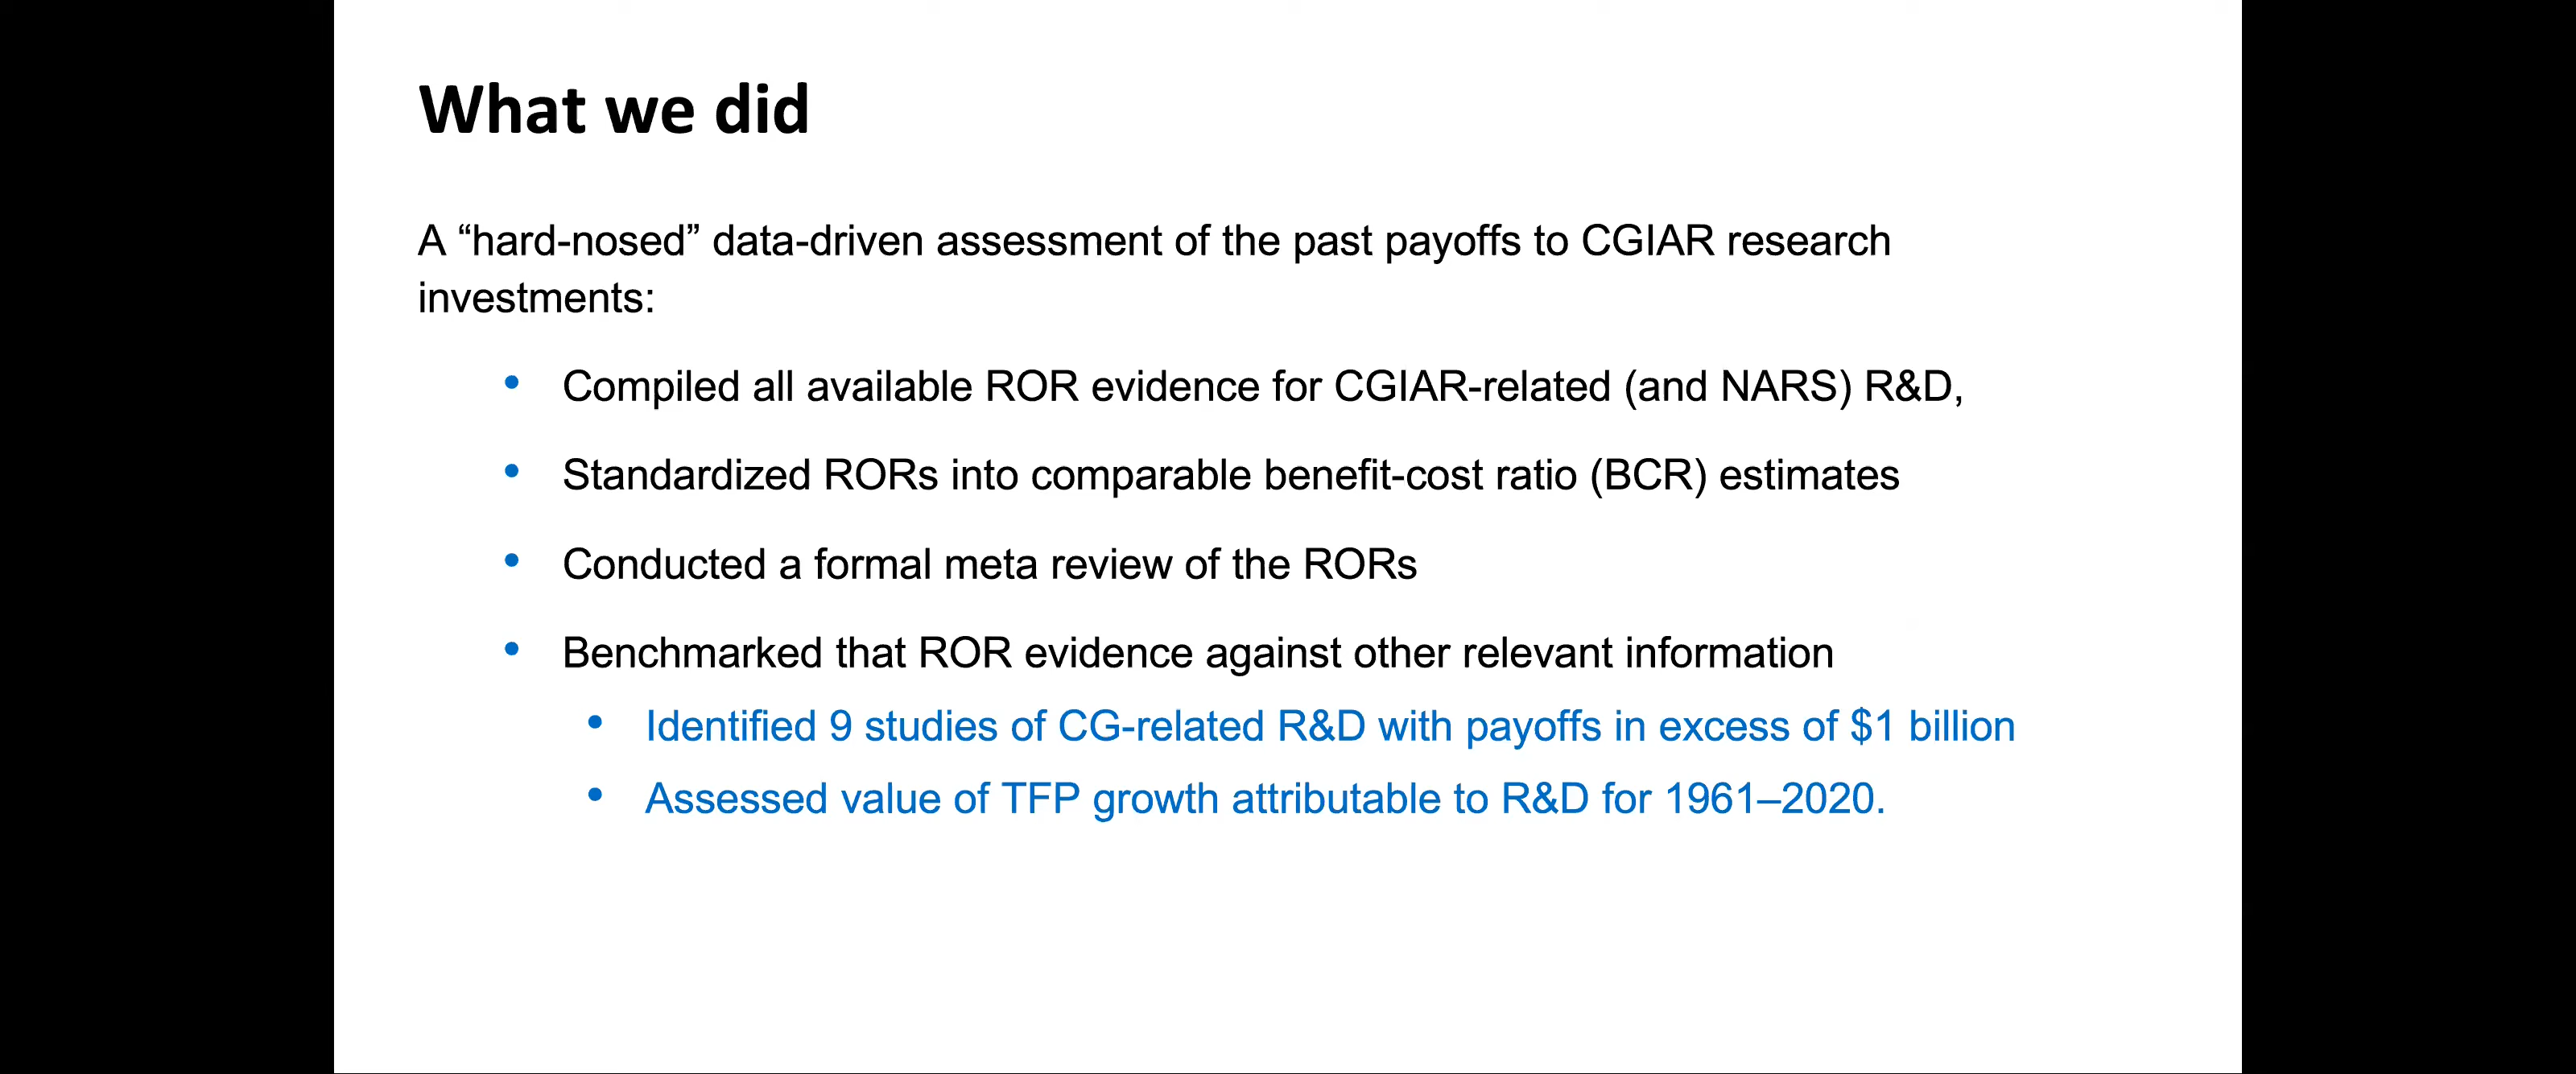 What we did
A “hard-nosed” data-driven assessment of the past payoffs to CGIAR research
investments:
• Compiled all available ROR evidence for CGIAR-related (and NARS) R&D,
• Standardized RORs into comparable benefit-cost ratio (BCR) estimates
• Conducted a formal meta review of the RORs
• Benchmarked that ROR evidence against other relevant information
• Identified 9 studies of CG-related R&D with payoffs in excess of $1 billion
• Assessed value of TFP growth attributable to R&D for 1961–2020.